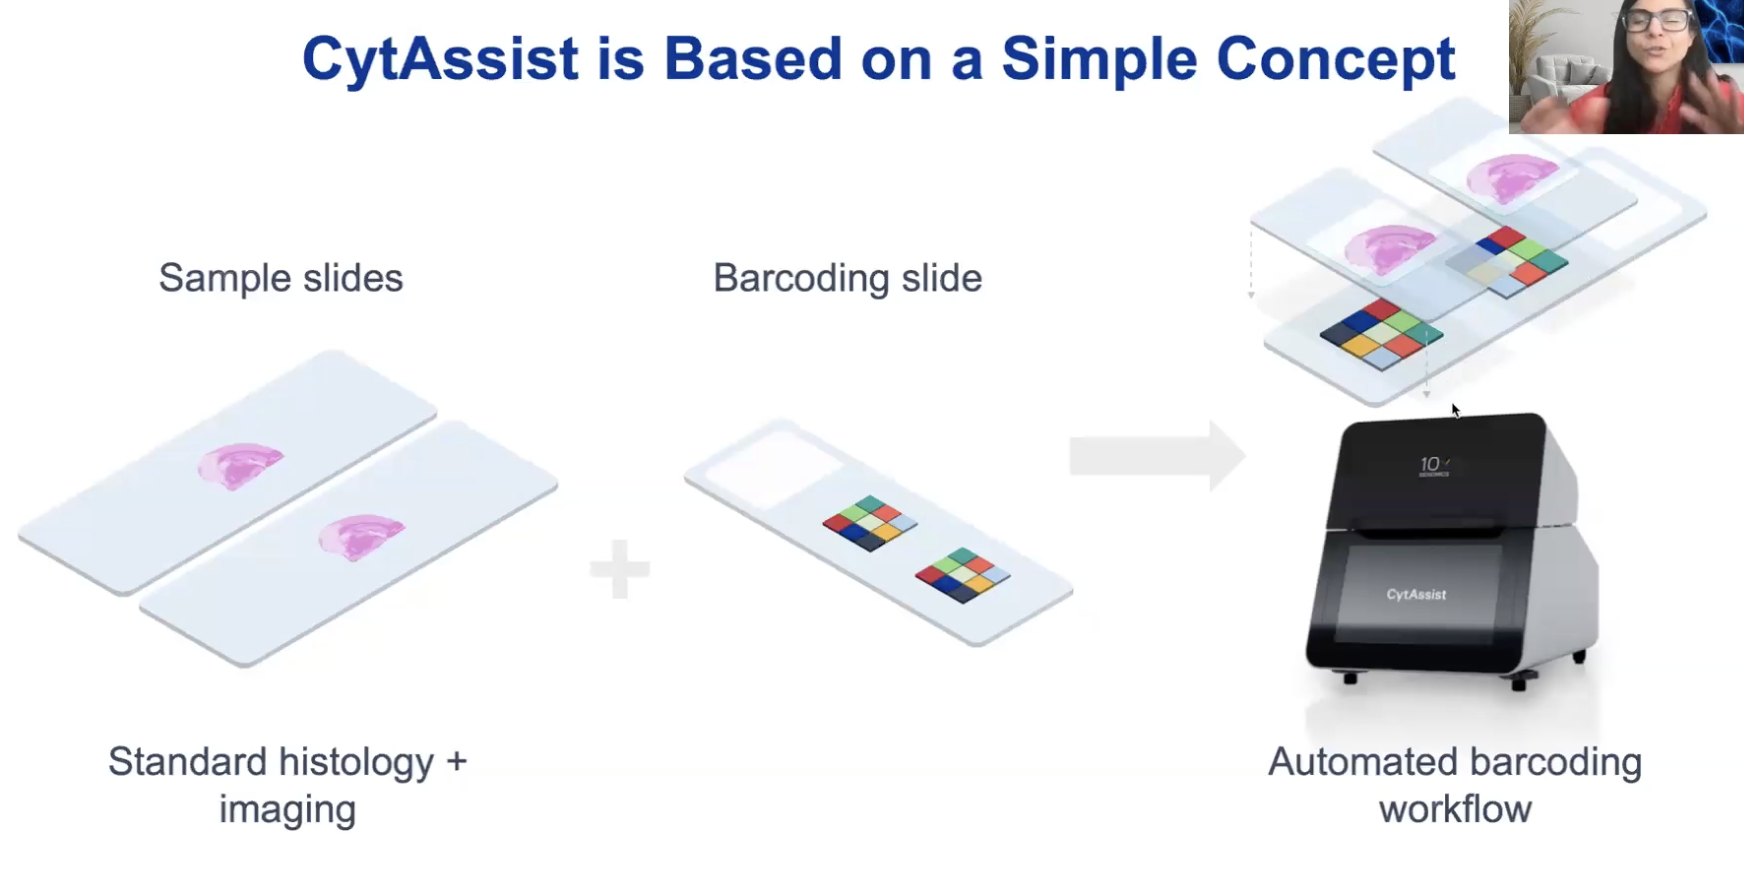 CytAssist is Based on a Simple Concept
Sample slides
Barcoding slide
10X
GENOMICS
CytAssist
Standard histology +
imaging
Automated barcoding
workflow